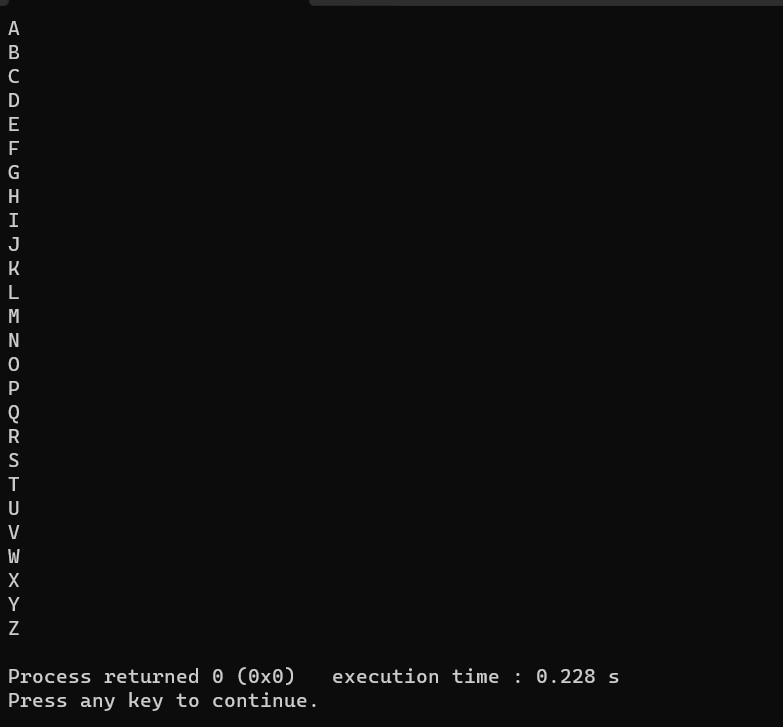 A
B
C
D
E
F
G
H
I
J
K
L
M
N
O
P
Q
R
S
T
U
V
W
X
Y
Z
Process returned 0 (0x0)   execution time : 0.228 s
Press any key to continue.